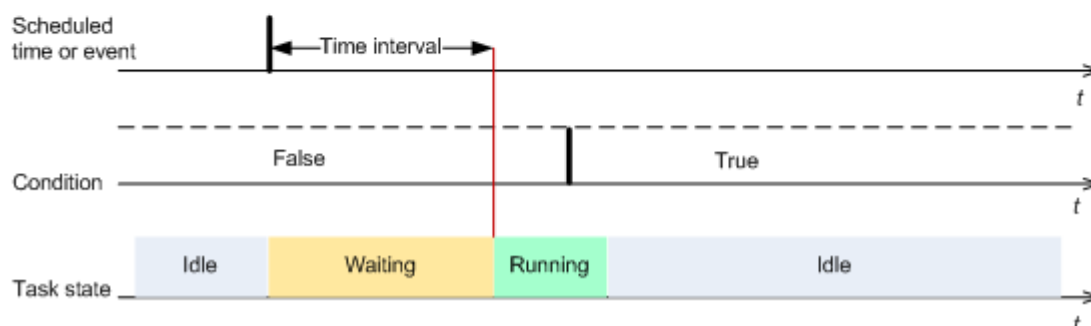 Scheduled
time or event
Time interval
t
False
True
Condition
t
Idle
Waiting
Running
Idle
Task state
t